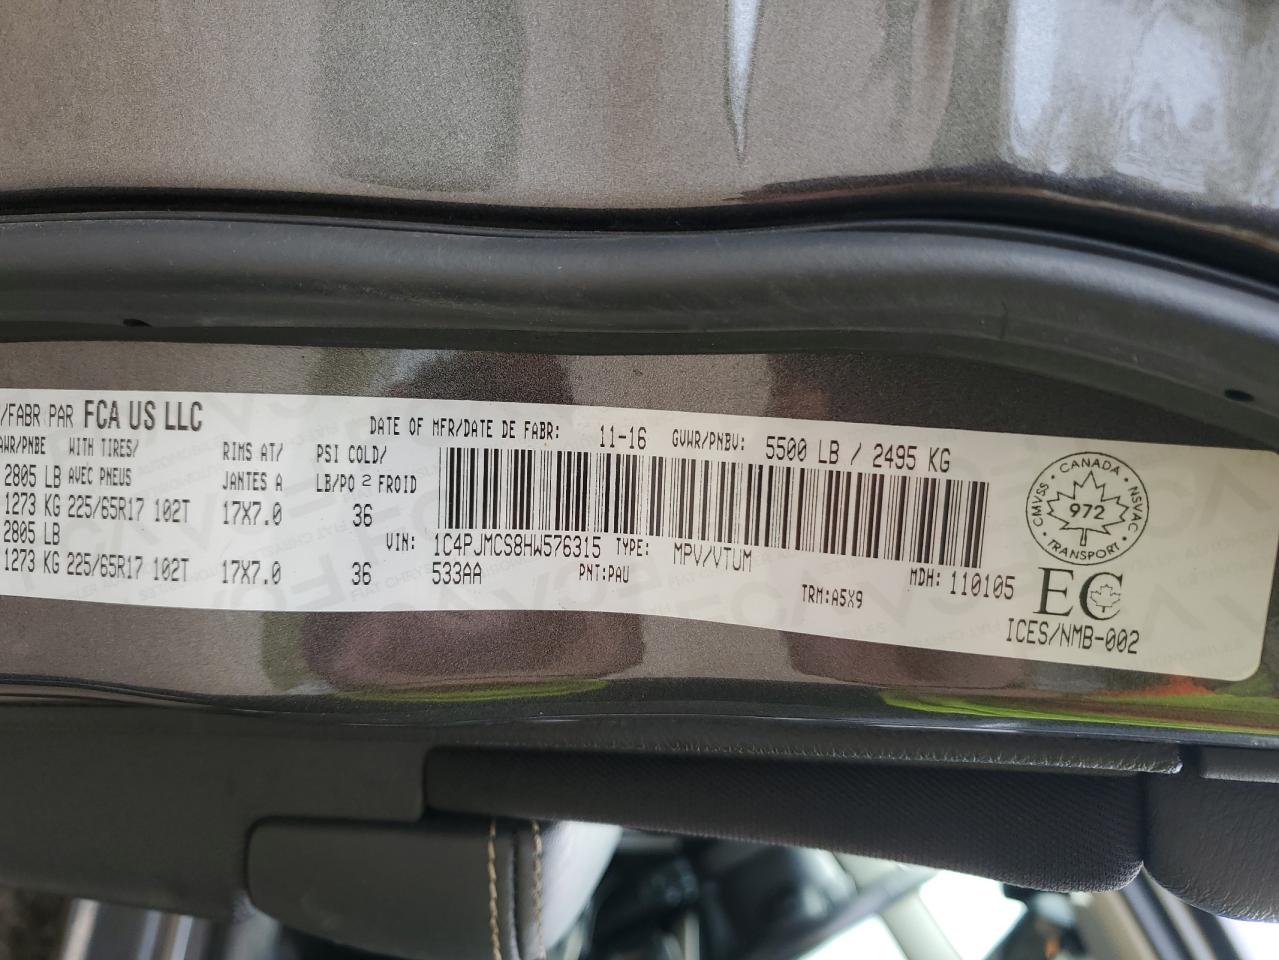 /FABR PAR FCA US LLC
DATE OF MFR/DATE DE FABR: 11-16 GVWR/PNBV: 5500 LB / 2495 KG
AWR/PNBE WITH TIRES/ RIMS AT/ PSI COLD/
2805 LB AVEC PNEUS JANTES A LB/PO 2 FROID
1273 KG 225/65R17 102T 17X7.0 36
2805 LB
1273 KG 225/65R17 102T 17X7.0 36
VIN: 1C4PJMCS8HW576315 TYPE: MPV/VTUM
533AA PNT:PAU TRM:A5X9 MDH: 110105
CANADA
CMVSS 972 NSVAC
TRANSPORT
EC
ICES/NMB-002